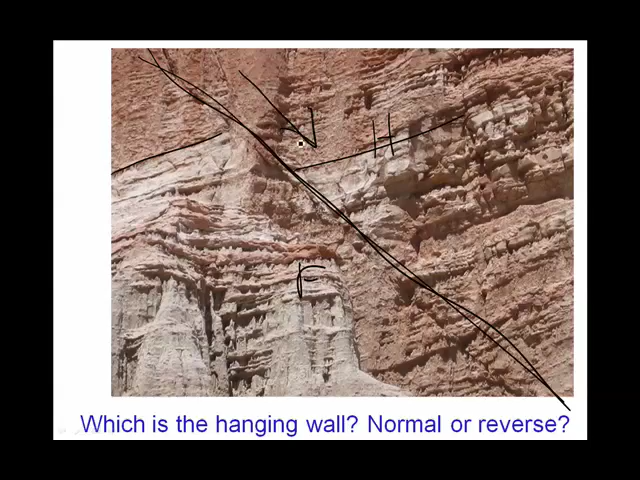 H
F
Which is the hanging wall? Normal or reverse?